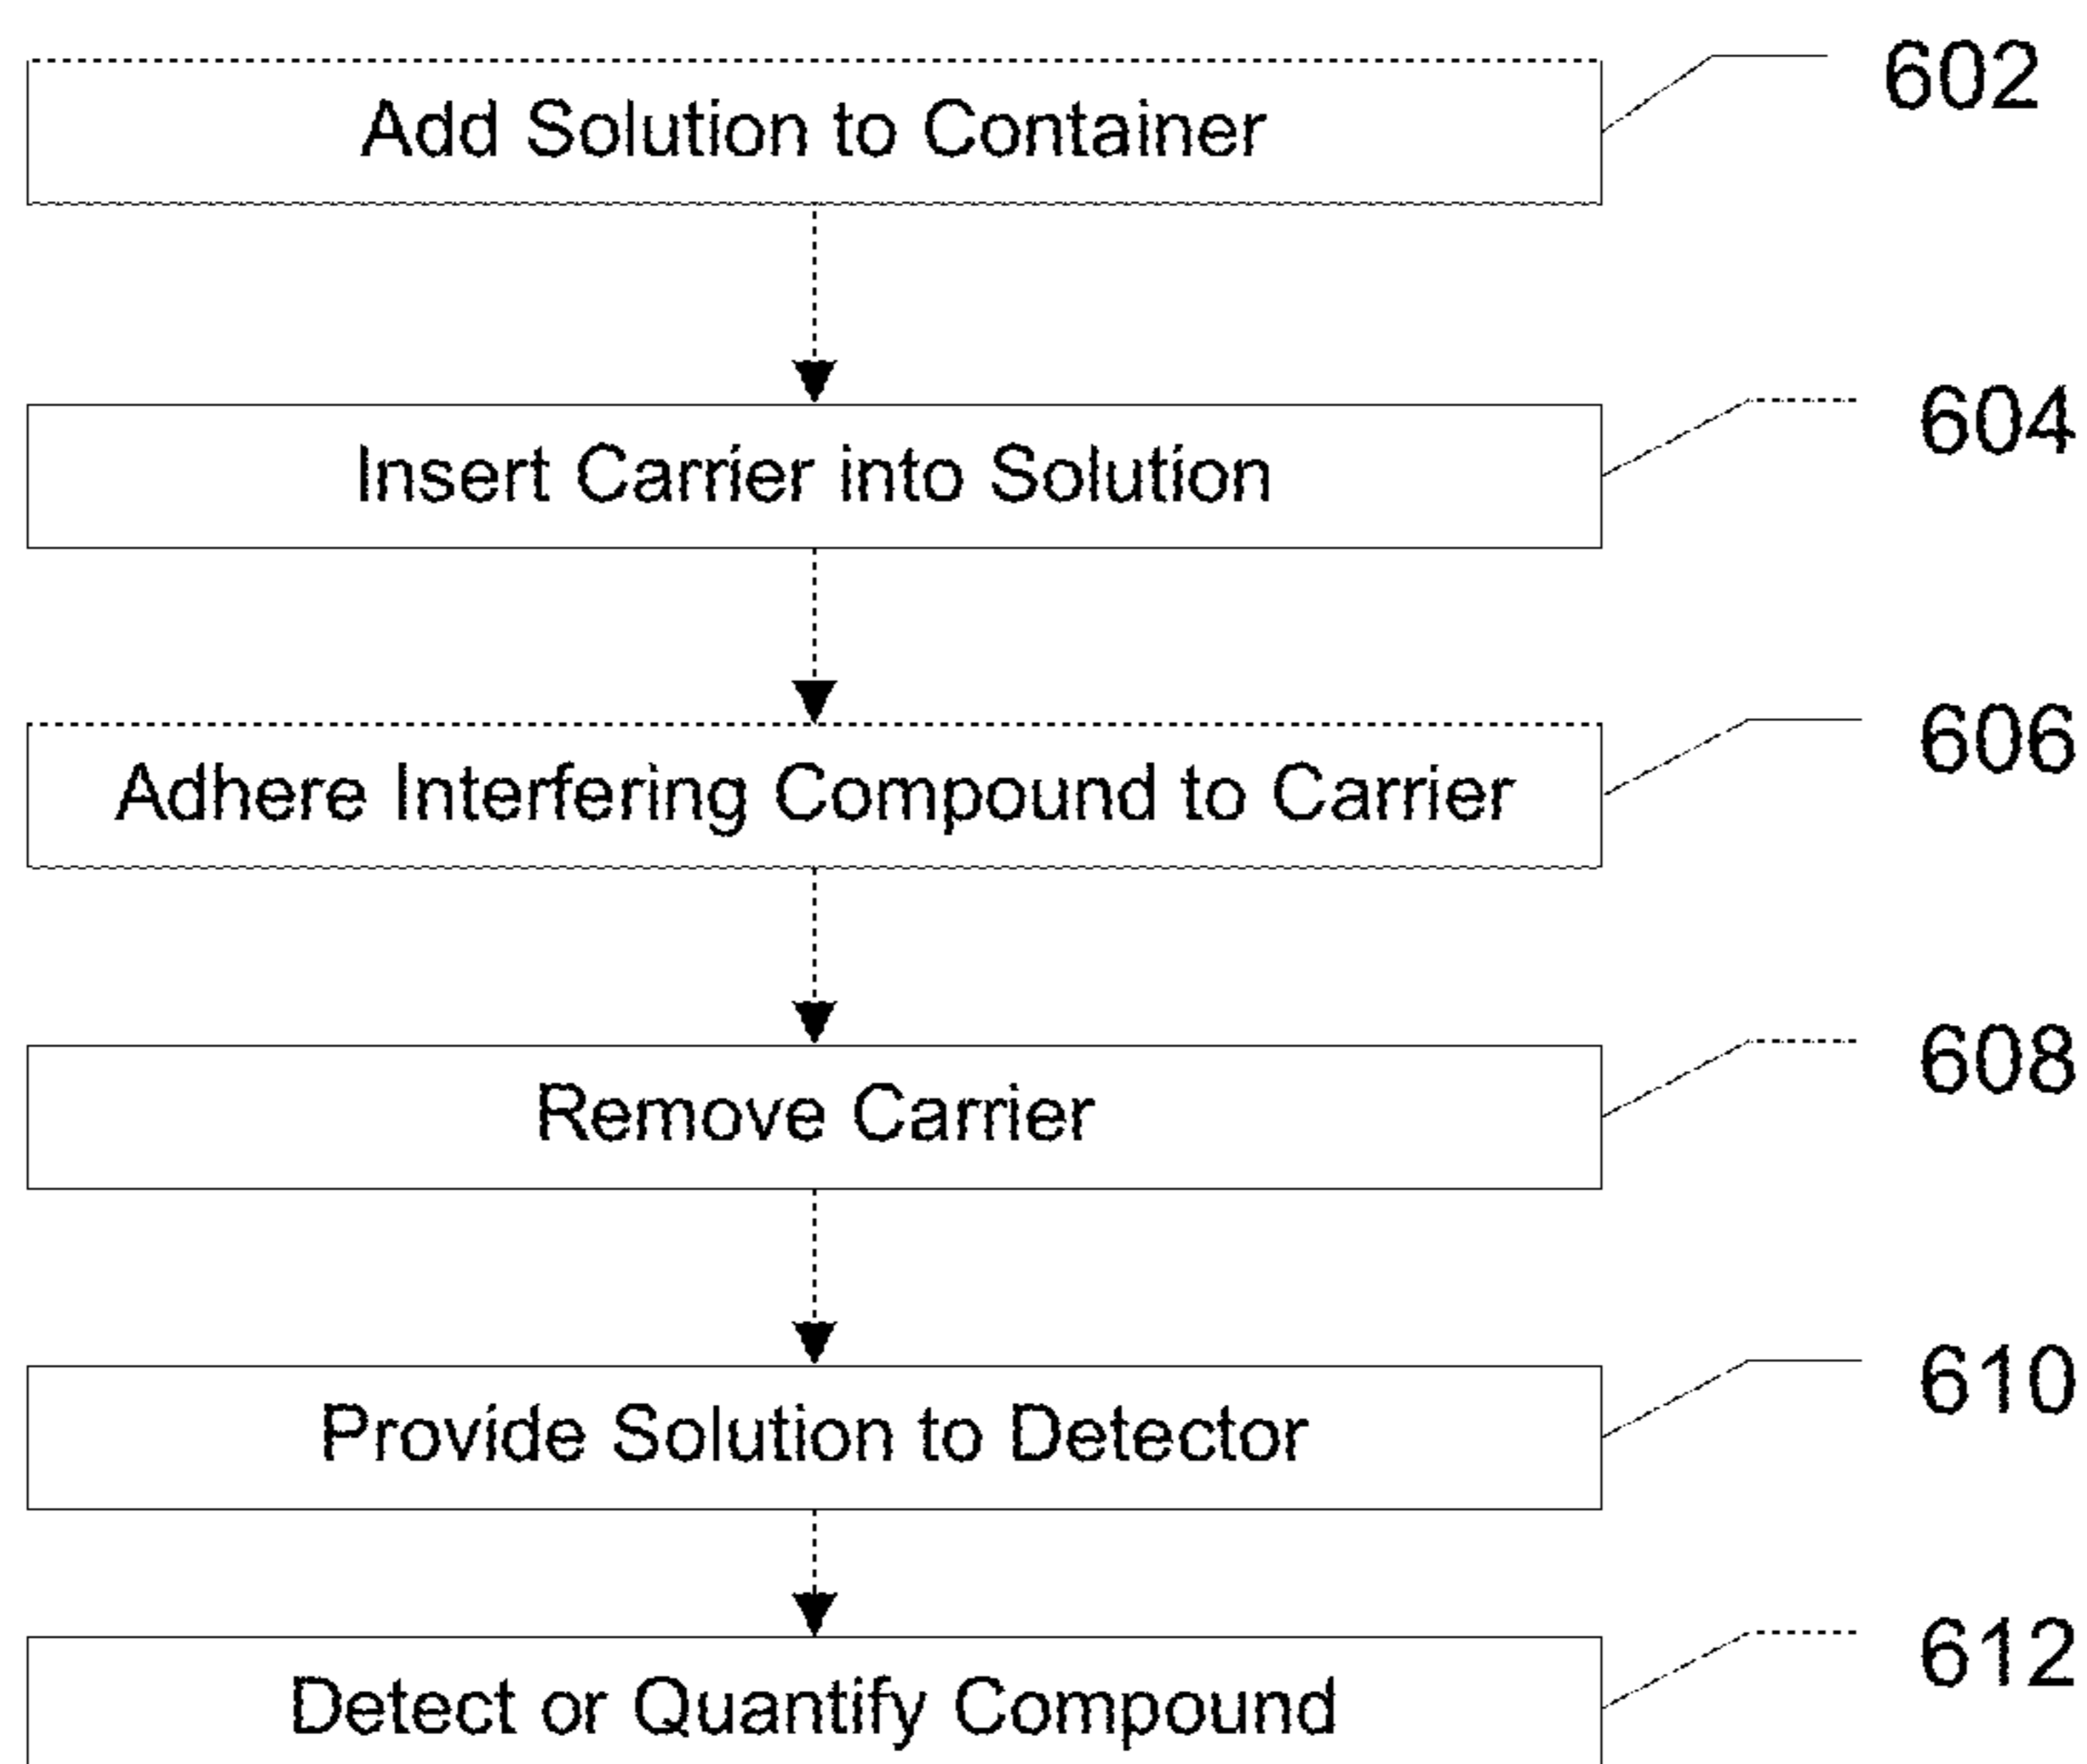 Add Solution to Container 602
Insert Carrier into Solution 604
Adhere Interfering Compound to Carrier 606
Remove Carrier 608
Provide Solution to Detector 610
Detect or Quantify Compound 612